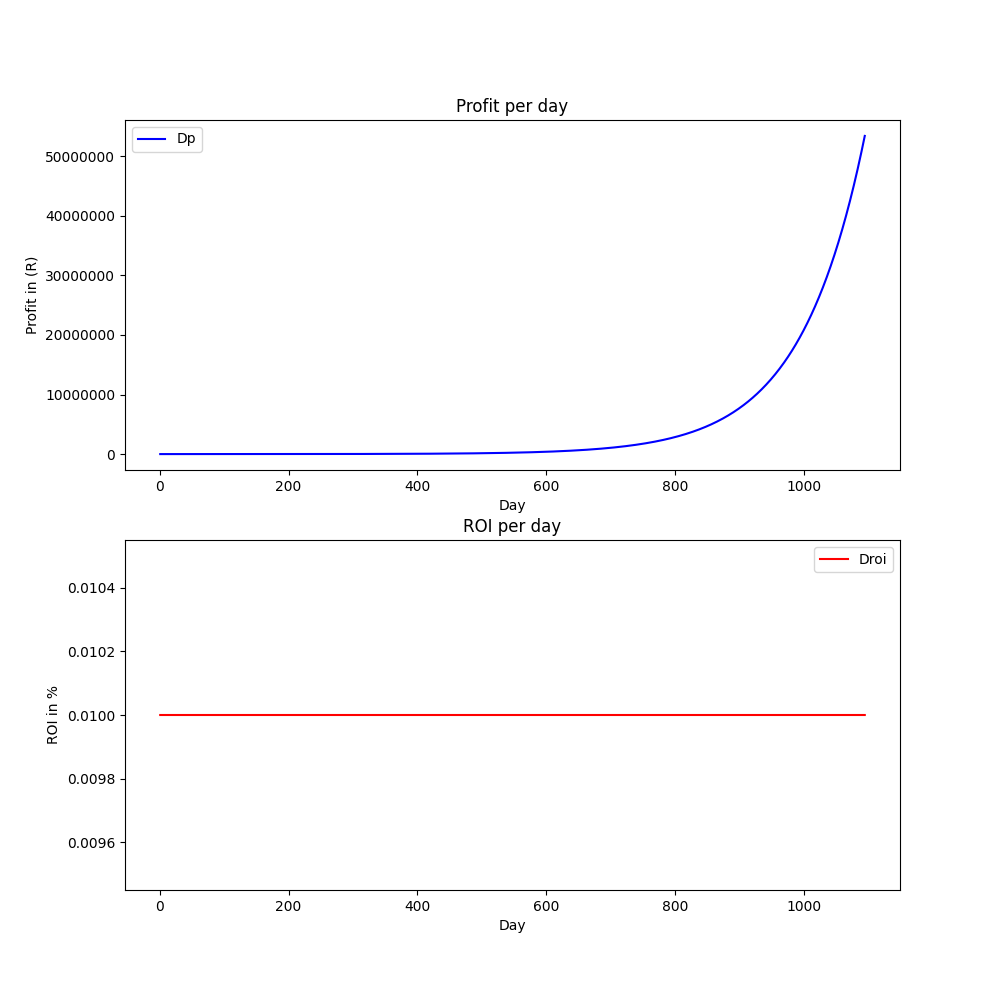 Profit per day
Dp
Profit in (R)
50000000
40000000
30000000
20000000
10000000
0
0 200 400 600 800 1000
Day
ROI per day
Droi
ROI in %
0.0104
0.0102
0.0100
0.0098
0.0096
0 200 400 600 800 1000
Day